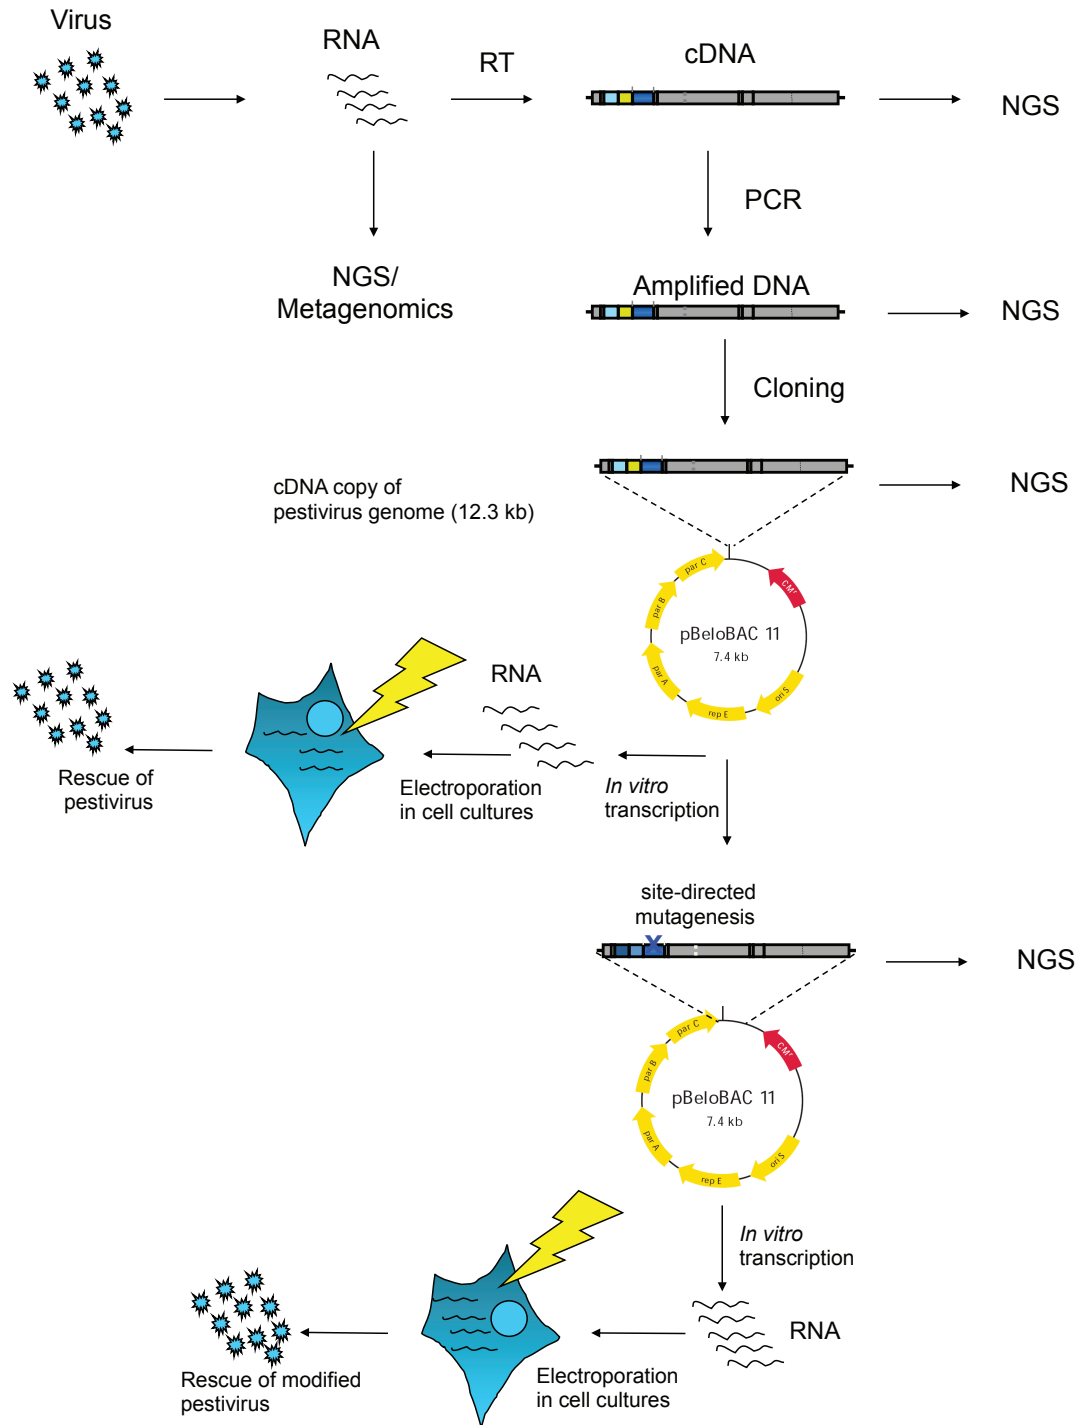 Virus
RNA
RT
cDNA
NGS
PCR
NGS/
Metagenomics
Amplified DNA
NGS
Cloning
cDNA copy of
pestivirus genome (12.3 kb)
NGS
par C
CMʳ
par B
pBeloBAC 11
7.4 kb
par A
ori S
rep E
RNA
Rescue of
pestivirus
Electroporation
in cell cultures
In vitro
transcription
site-directed
mutagenesis
X
NGS
par C
CMʳ
par B
pBeloBAC 11
7.4 kb
par A
ori S
rep E
In vitro
transcription
RNA
Electroporation
in cell cultures
Rescue of modified
pestivirus